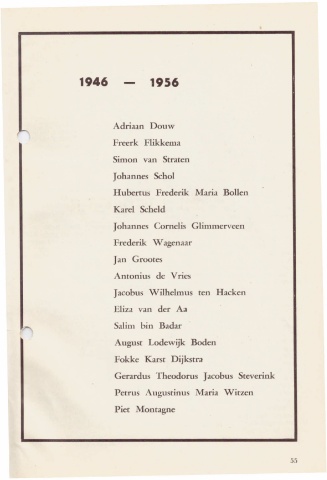 1946 — 1956
Adriaan Douw
Freerk Flikkema
Simon van Straten
Johannes Schol
Hubertus Frederik Maria Bollen
Karel Scheld
Johannes Cornelis Glimmerveen
Frederik Wagenaar
Jan Grootes
Antonius de Vries
Jacobus Wilhelmus ten Hacken
Eliza van der Aa
Salim bin Badar
August Lodewijk Boden
Fokke Karst Dijkstra
Gerardus Theodorus Jacobus Steverink
Petrus Augustinus Maria Witzen
Piet Montagne
55